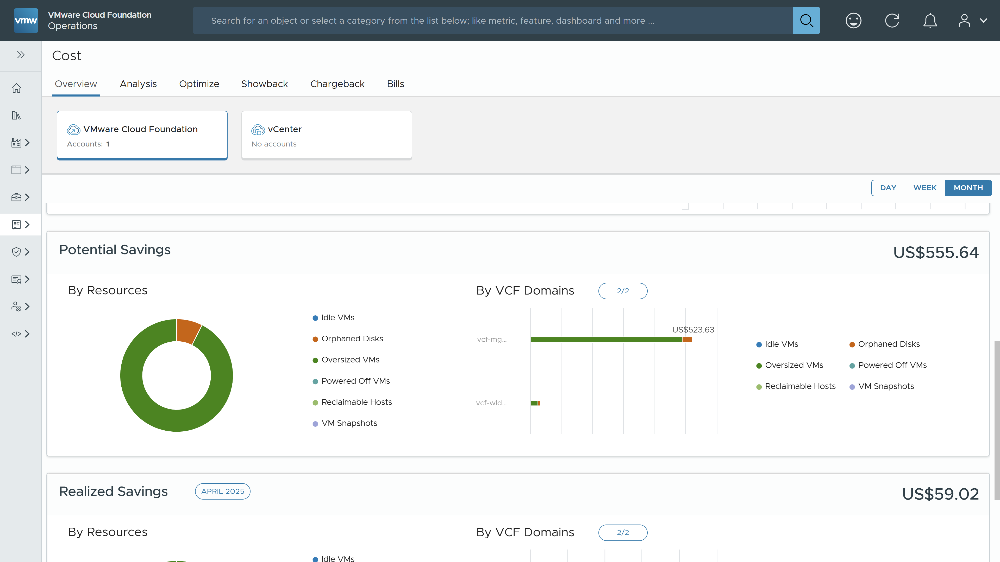 vmw
VMware Cloud Foundation
Operations
Search for an object or select a category from the list below; like metric, feature, dashboard and more ...
Cost
Overview
Analysis
Optimize
Showback
Chargeback
Bills
VMware Cloud Foundation
Accounts: 1
vCenter
No accounts
DAY
WEEK
MONTH
Potential Savings
US$555.64
By Resources
Idle VMs
Orphaned Disks
Oversized VMs
Powered Off VMs
Reclaimable Hosts
VM Snapshots
By VCF Domains
2/2
US$523.63
vcf-mg...
vcf-wld...
Idle VMs
Orphaned Disks
Oversized VMs
Powered Off VMs
Reclaimable Hosts
VM Snapshots
Realized Savings
APRIL 2025
US$59.02
By Resources
Idle VMs
By VCF Domains
2/2